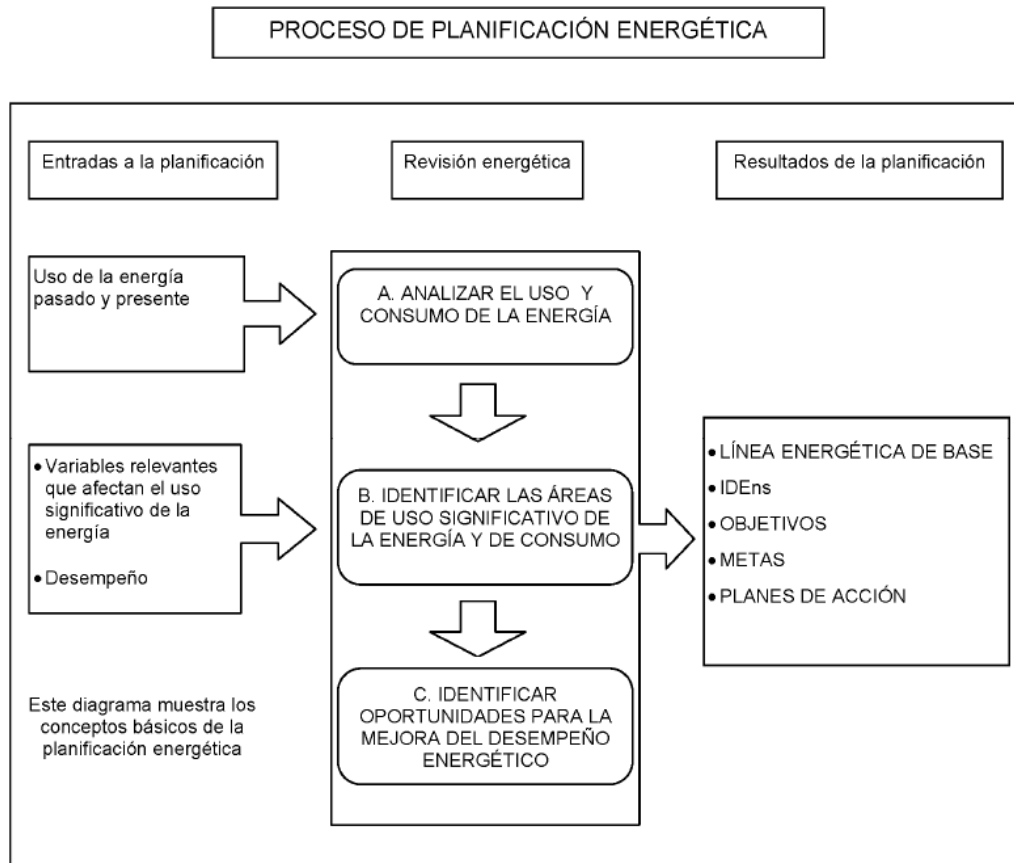 PROCESO DE PLANIFICACIÓN ENERGÉTICA
Entradas a la planificación
Revisión energética
Resultados de la planificación
Uso de la energía
pasado y presente
A. ANALIZAR EL USO Y
CONSUMO DE LA ENERGÍA
• Variables relevantes
que afectan el uso
significativo de la
energía
• Desempeño
B. IDENTIFICAR LAS ÁREAS
DE USO SIGNIFICATIVO DE
LA ENERGÍA Y DE CONSUMO
• LÍNEA ENERGÉTICA DE BASE
• IDEns
• OBJETIVOS
• METAS
• PLANES DE ACCIÓN
Este diagrama muestra los
conceptos básicos de la
planificación energética
C. IDENTIFICAR
OPORTUNIDADES PARA LA
MEJORA DEL DESEMPEÑO
ENERGÉTICO